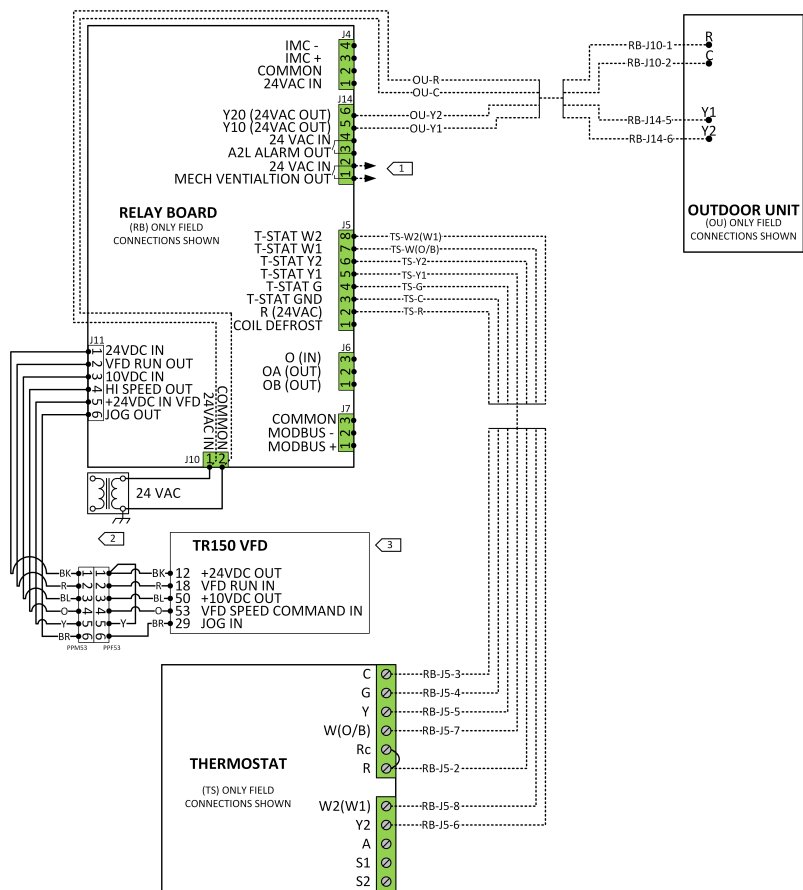 J4
IMC - 4
IMC + 3
COMMON 2
24VAC IN 1
J14
Y20 (24VAC OUT) 6
Y10 (24VAC OUT) 5
24 VAC IN 4
A2L ALARM OUT 3
24 VAC IN 2
MECH VENTIALTION OUT 1
1
OU-R
OU-C
OU-Y2
OU-Y1
RB-J10-1 R
RB-J10-2 C
RB-J14-5 Y1
RB-J14-6 Y2
OUTDOOR UNIT
(OU) ONLY FIELD
CONNECTIONS SHOWN
RELAY BOARD
(RB) ONLY FIELD
CONNECTIONS SHOWN
J5
T-STAT W2 8 TS-W2(W1)
T-STAT W1 7 TS-W(O/B)
T-STAT Y2 6 TS-Y2
T-STAT Y1 5 TS-Y1
T-STAT G 4 TS-G
T-STAT GND 3 TS-C
R (24VAC) 2 TS-R
COIL DEFROST 1
J6
O (IN) 3
OA (OUT) 2
OB (OUT) 1
J7
COMMON 3
MODBUS - 2
MODBUS + 1
J11
1 24VDC IN
2 VFD RUN OUT
3 10VDC IN
4 HI SPEED OUT
5 +24VDC IN VFD
6 JOG OUT
24VAC IN
COMMON
J10 1 2
24 VAC
2
TR150 VFD
3
BK 1 1 BK 12 +24VDC OUT
R 2 2 R 18 VFD RUN IN
BL 3 3 BL 50 +10VDC OUT
O 4 4 O 53 VFD SPEED COMMAND IN
Y 5 5 Y BR 29 JOG IN
BR 6 6
PPM53 PPF53
THERMOSTAT
(TS) ONLY FIELD
CONNECTIONS SHOWN
C RB-J5-3
G RB-J5-4
Y RB-J5-5
W(O/B) RB-J5-7
Rc
R RB-J5-2
W2(W1) RB-J5-8
Y2 RB-J5-6
A
S1
S2